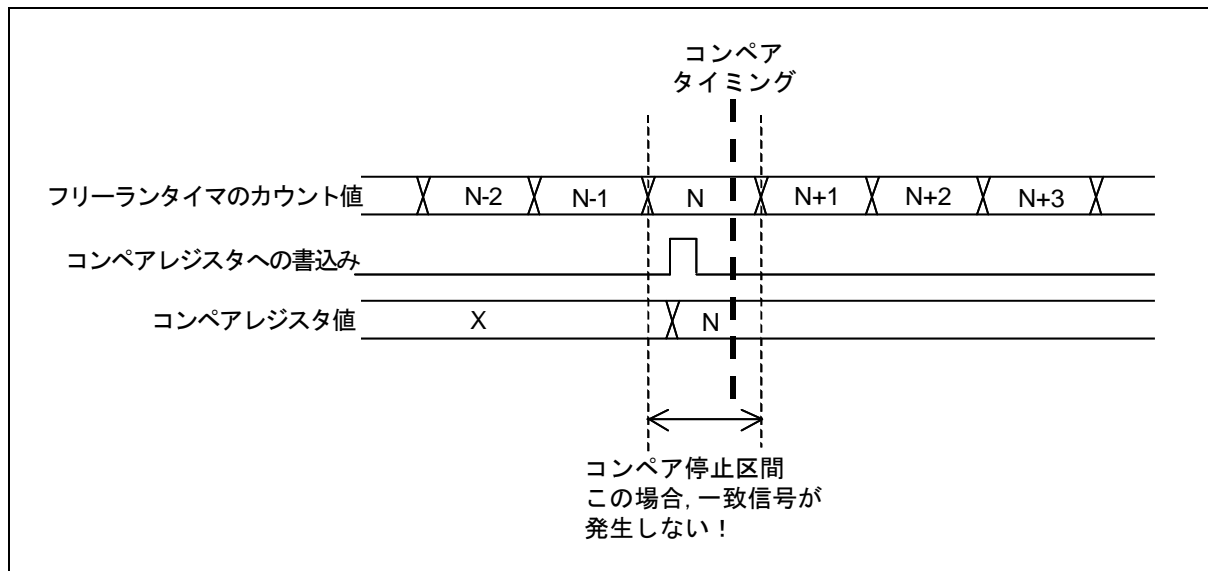 コンペア
タイミング
フリーランタイマのカウント値
N-2
N-1
N
N+1
N+2
N+3
コンペアレジスタへの書込み
コンペアレジスタ値
X
N
コンペア停止区間
この場合, 一致信号が
発生しない！